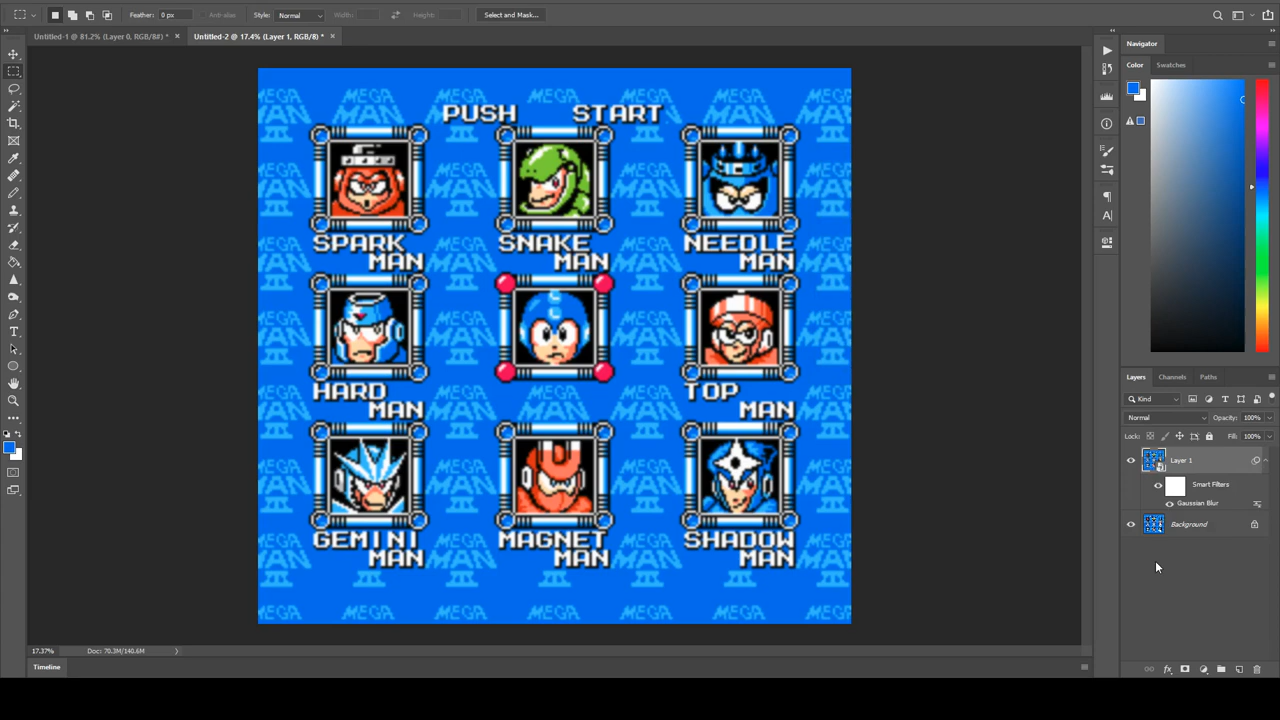 Feather: 0 px
Anti-alias
Style: Normal
Width:
Height:
Select and Mask...
Untitled-1 @ 81.2% (Layer 0, RGB/8#) * ×
Untitled-2 @ 17.4% (Layer 1, RGB/8) * ×
Navigator
Color
Swatches
PUSH START
SPARK MAN
SNAKE MAN
NEEDLE MAN
HARD MAN
TOP MAN
GEMINI MAN
MAGNET MAN
SHADOW MAN
MEGA MAN III
Layers
Channels
Paths
Kind
Normal
Opacity: 100%
Lock:
Fill: 100%
Layer 1
Smart Filters
Gaussian Blur
Background
17.37%
Doc: 70.3M/140.6M
Timeline